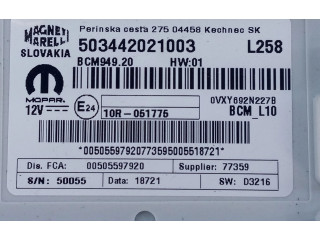 MAGNETI MARELLI
SLOVAKIA
Perinska cesta 275 04458 Kechnec SK
503442021003 L258
BCM949.20 HW:01
MOPAR
12V E24 10R-051776
0VXY692N227B
BCM_L10
*00505597920773595005518721*
Dis. FCA: 00505597920 Supplier: 77359
S/N: 50055 Data: 18721 SW: D3216